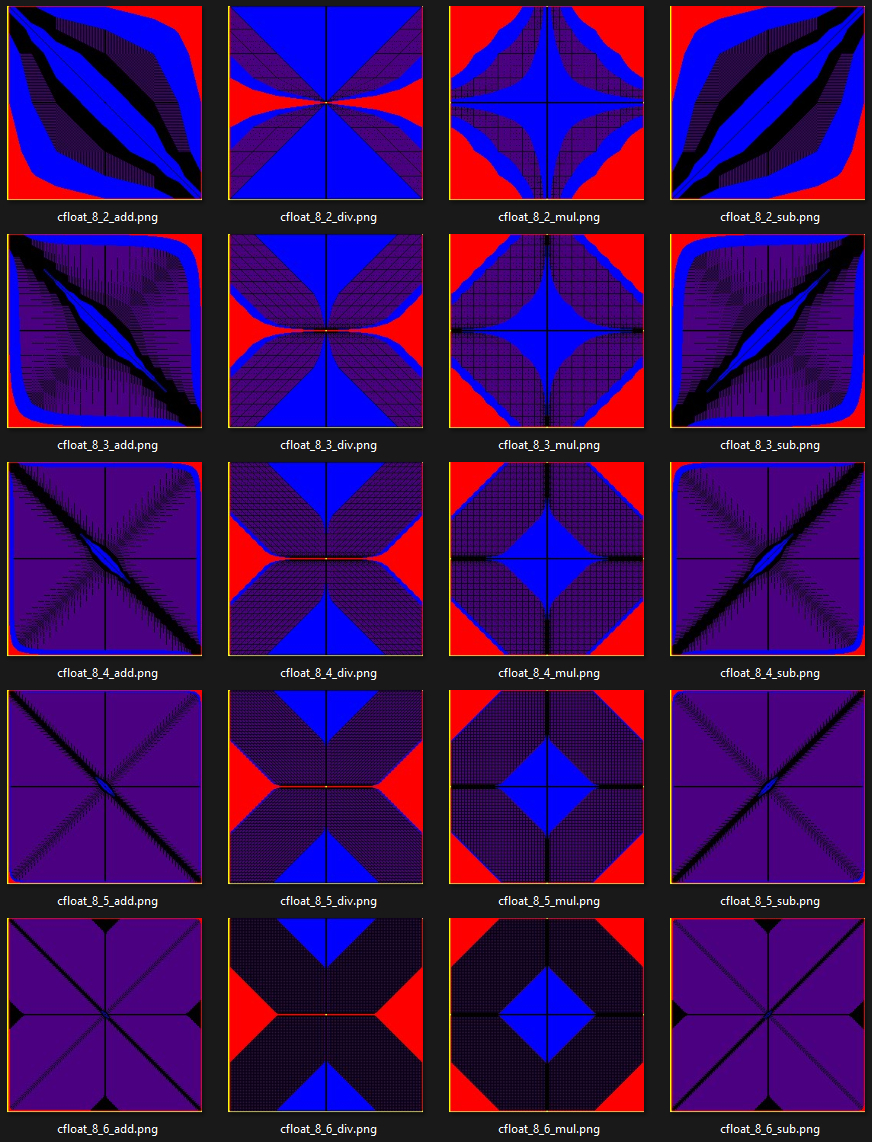 cfloat_8_2_add.png cfloat_8_2_div.png cfloat_8_2_mul.png cfloat_8_2_sub.png
cfloat_8_3_add.png cfloat_8_3_div.png cfloat_8_3_mul.png cfloat_8_3_sub.png
cfloat_8_4_add.png cfloat_8_4_div.png cfloat_8_4_mul.png cfloat_8_4_sub.png
cfloat_8_5_add.png cfloat_8_5_div.png cfloat_8_5_mul.png cfloat_8_5_sub.png
cfloat_8_6_add.png cfloat_8_6_div.png cfloat_8_6_mul.png cfloat_8_6_sub.png